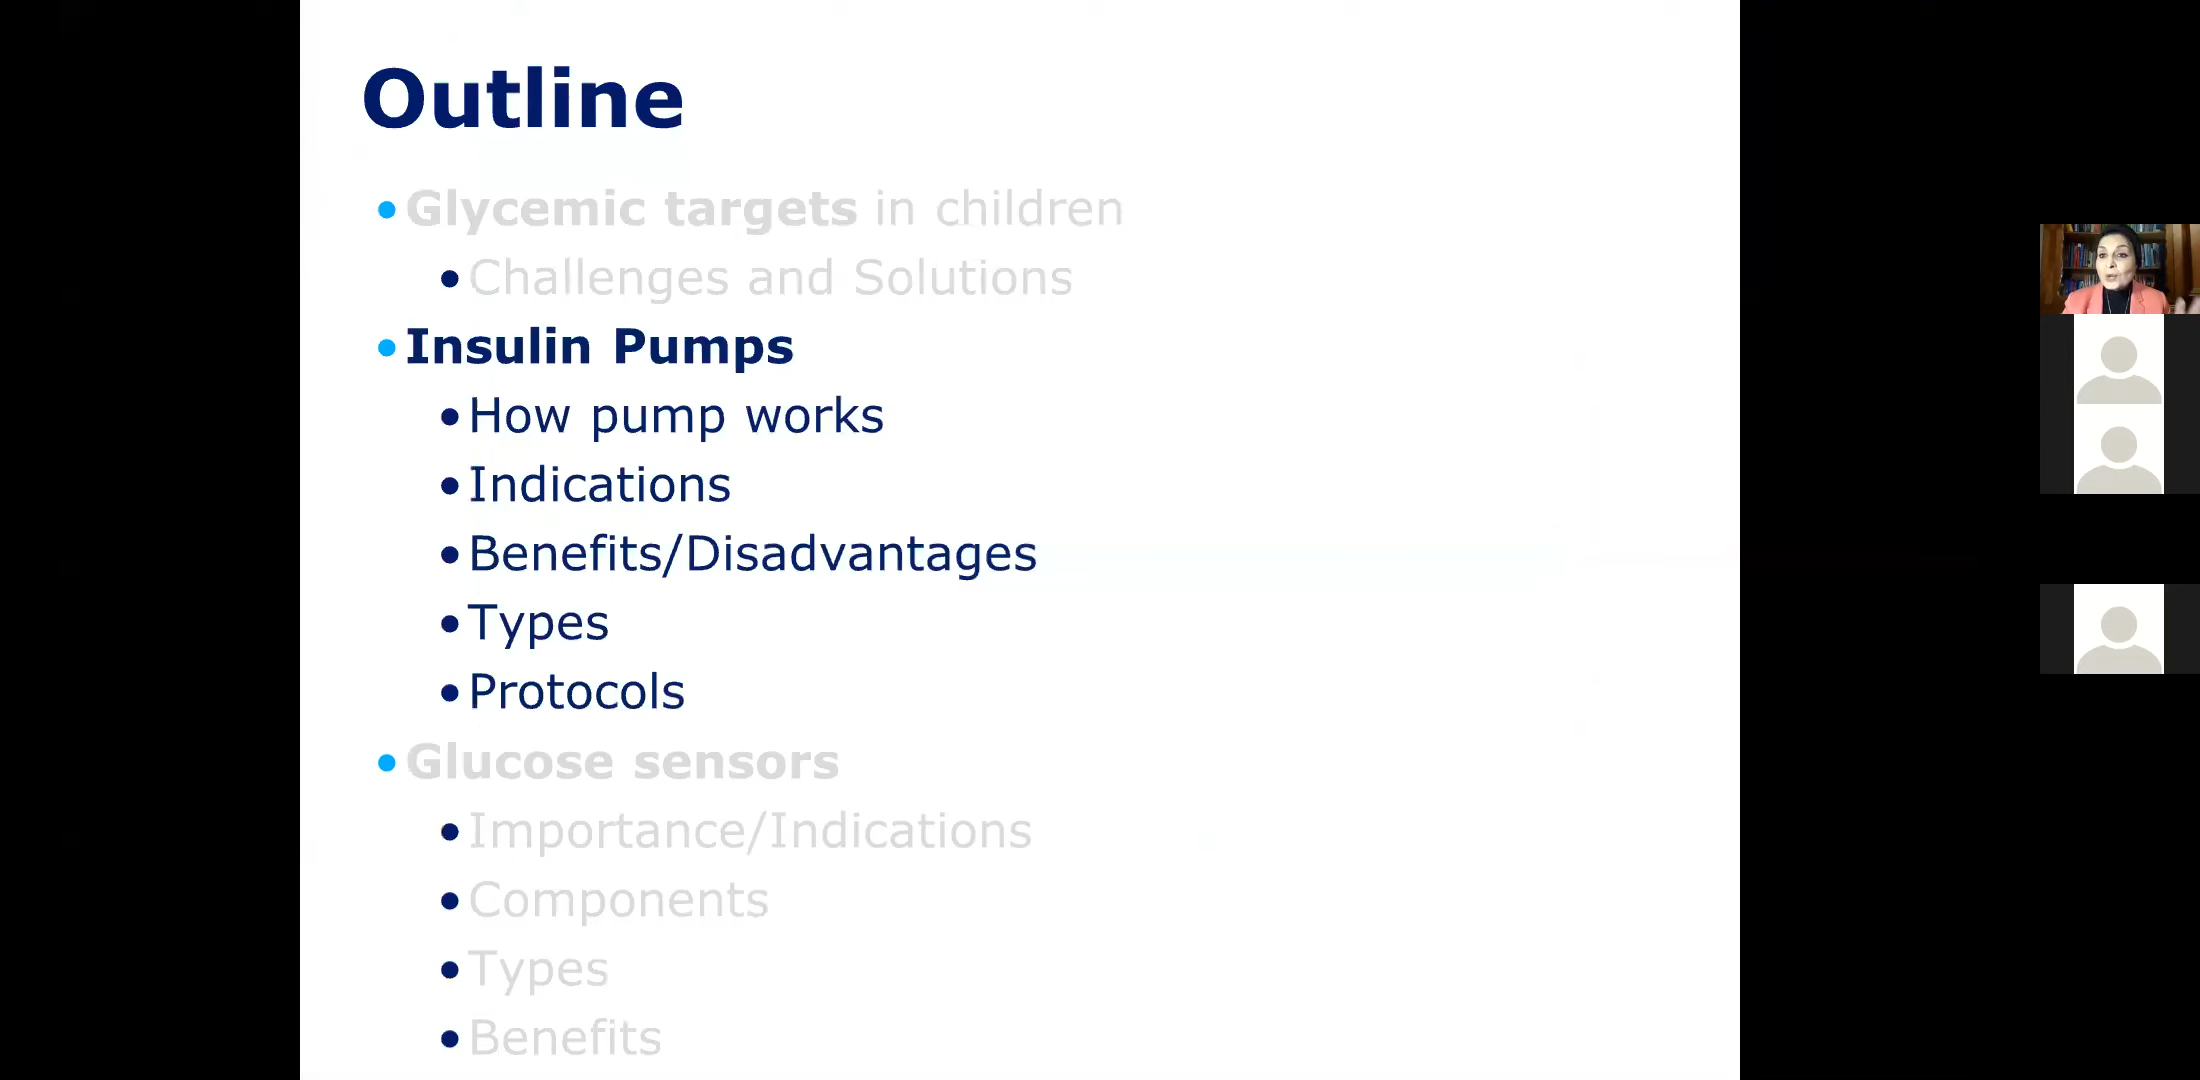 Outline
Glycemic targets in children
Challenges and Solutions
Insulin Pumps
How pump works
Indications
Benefits/Disadvantages
Types
Protocols
Glucose sensors
Importance/Indications
Components
Types
Benefits